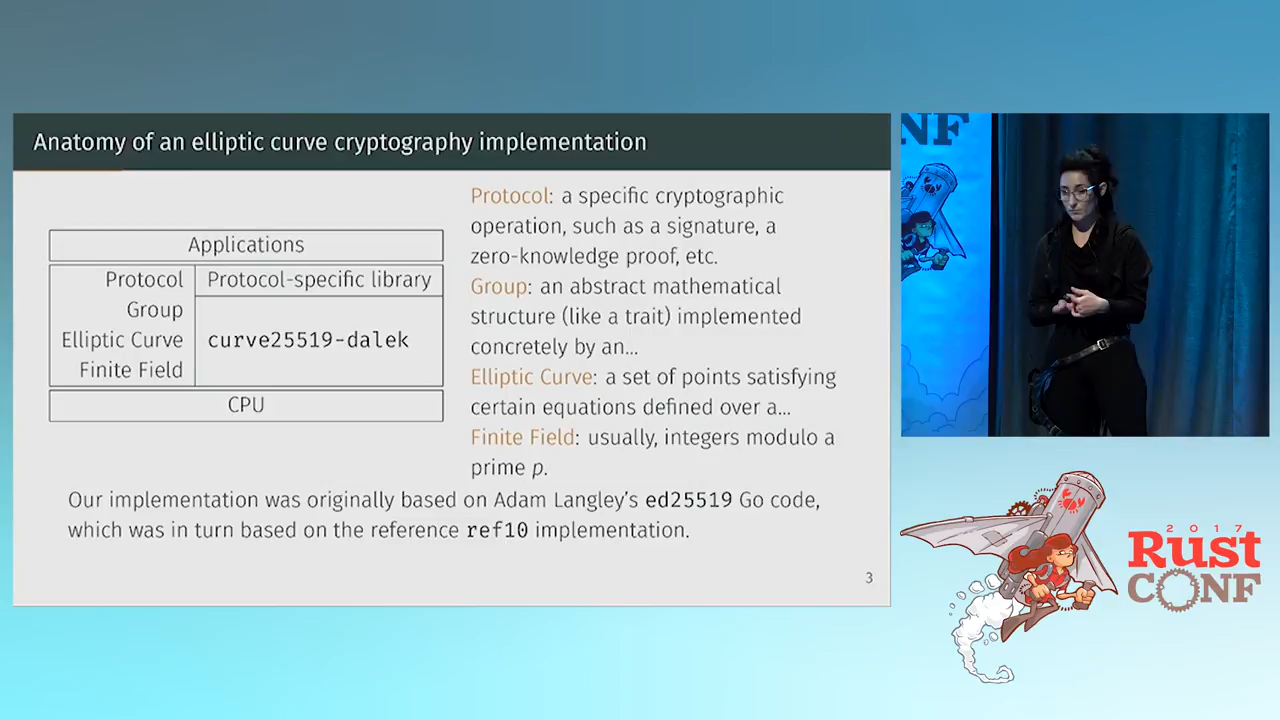 Anatomy of an elliptic curve cryptography implementation
Applications
Protocol
Protocol-specific library
Group
Elliptic Curve
curve25519-dalek
Finite Field
CPU
Protocol: a specific cryptographic
operation, such as a signature, a
zero-knowledge proof, etc.
Group: an abstract mathematical
structure (like a trait) implemented
concretely by an...
Elliptic Curve: a set of points satisfying
certain equations defined over a...
Finite Field: usually, integers modulo a
prime p.
Our implementation was originally based on Adam Langley's ed25519 Go code,
which was in turn based on the reference ref10 implementation.
3
NF
2017
Rust
CONF